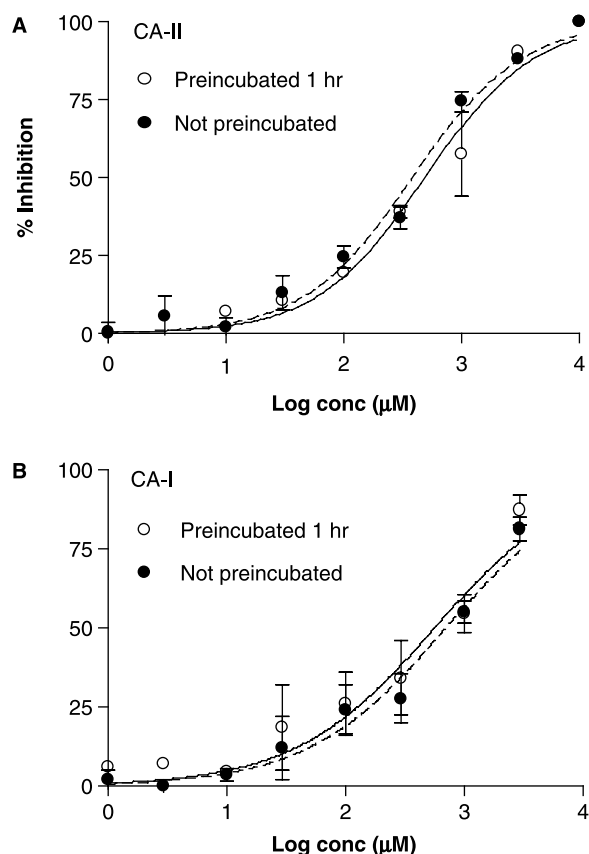 A
CA-II
Preincubated 1 hr
Not preincubated
% Inhibition
100
75
50
25
0
0 1 2 3 4
Log conc (μM)
B
CA-I
Preincubated 1 hr
Not preincubated
100
75
50
25
0
0 1 2 3 4
Log conc (μM)